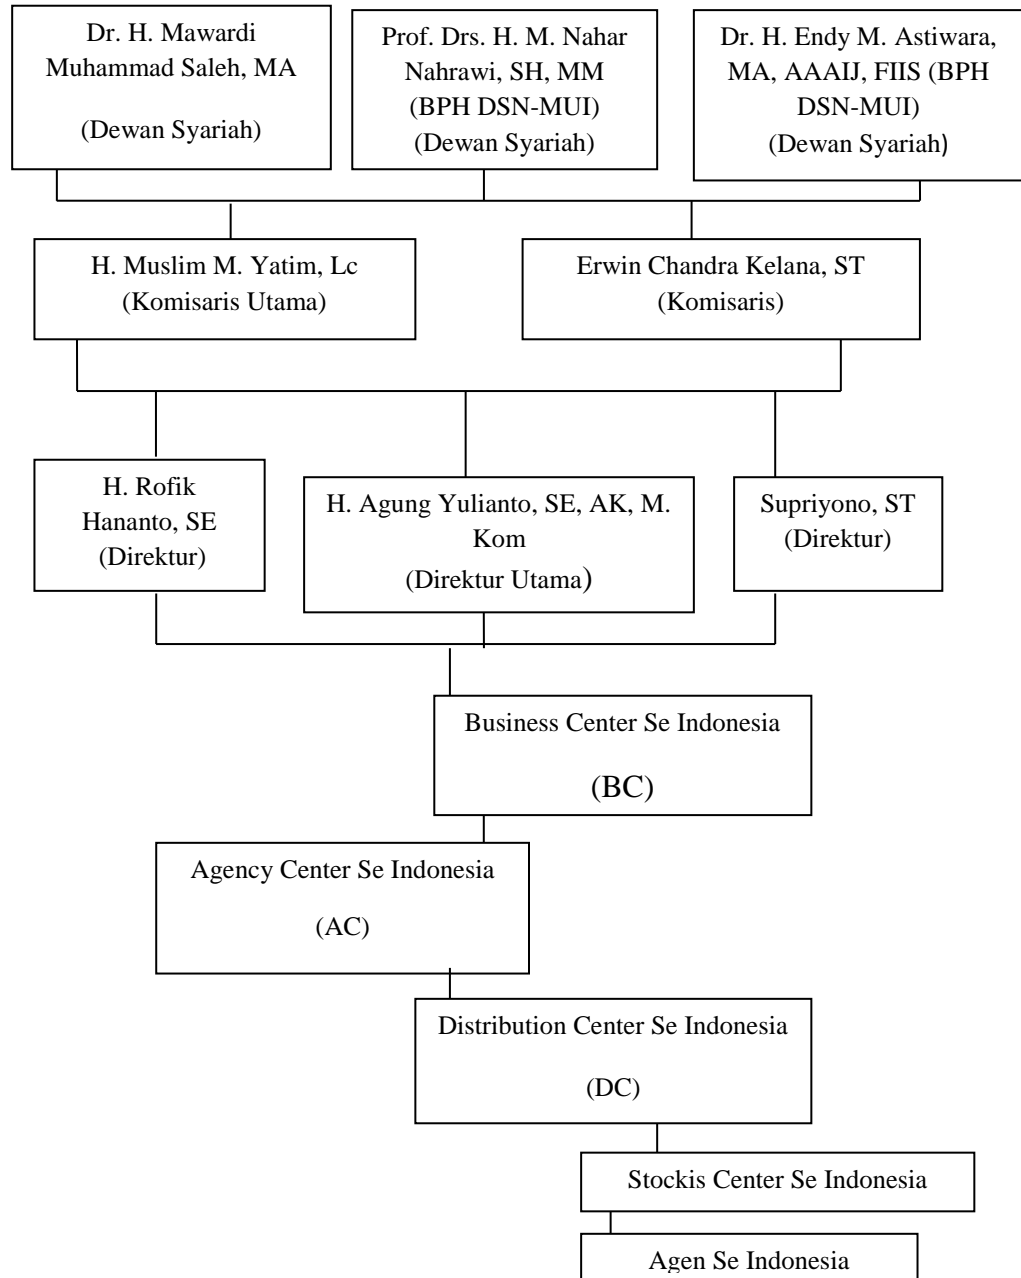 Dr. H. Mawardi
Muhammad Saleh, MA
(Dewan Syariah)
Prof. Drs. H. M. Nahar
Nahrawi, SH, MM
(BPH DSN-MUI)
(Dewan Syariah)
Dr. H. Endy M. Astiwara,
MA, AAAIJ, FIIS (BPH
DSN-MUI)
(Dewan Syariah)
H. Muslim M. Yatim, Lc
(Komisaris Utama)
Erwin Chandra Kelana, ST
(Komisaris)
H. Rofik
Hananto, SE
(Direktur)
H. Agung Yulianto, SE, AK, M.
Kom
(Direktur Utama)
Supriyono, ST
(Direktur)
Business Center Se Indonesia
(BC)
Agency Center Se Indonesia
(AC)
Distribution Center Se Indonesia
(DC)
Stockis Center Se Indonesia
Agen Se Indonesia